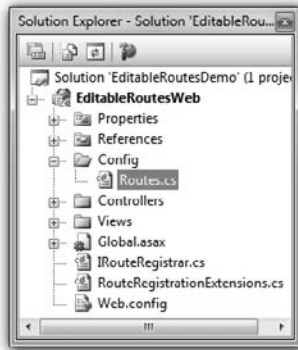 Solution Explorer - Solution 'EditableRou...
Solution 'EditableRoutesDemo' (1 proje
EditableRoutesWeb
Properties
References
Config
Routes.cs
Controllers
Views
Global.asax
IRouteRegistrar.cs
RouteRegistrationExtensions.cs
Web.config